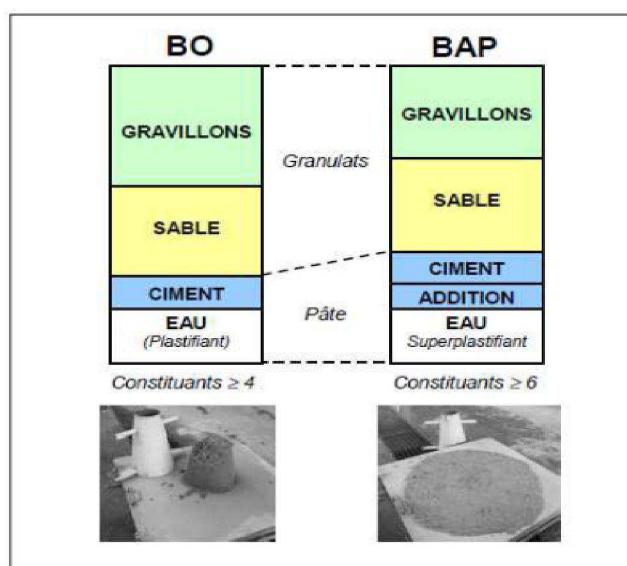 BO
BAP
GRAVILLONS
GRAVILLONS
Granulats
SABLE
SABLE
CIMENT
CIMENT
ADDITION
Pâte
EAU
(Plastifiant)
EAU
Superplastifiant
Constituants ≥ 4
Constituants ≥ 6